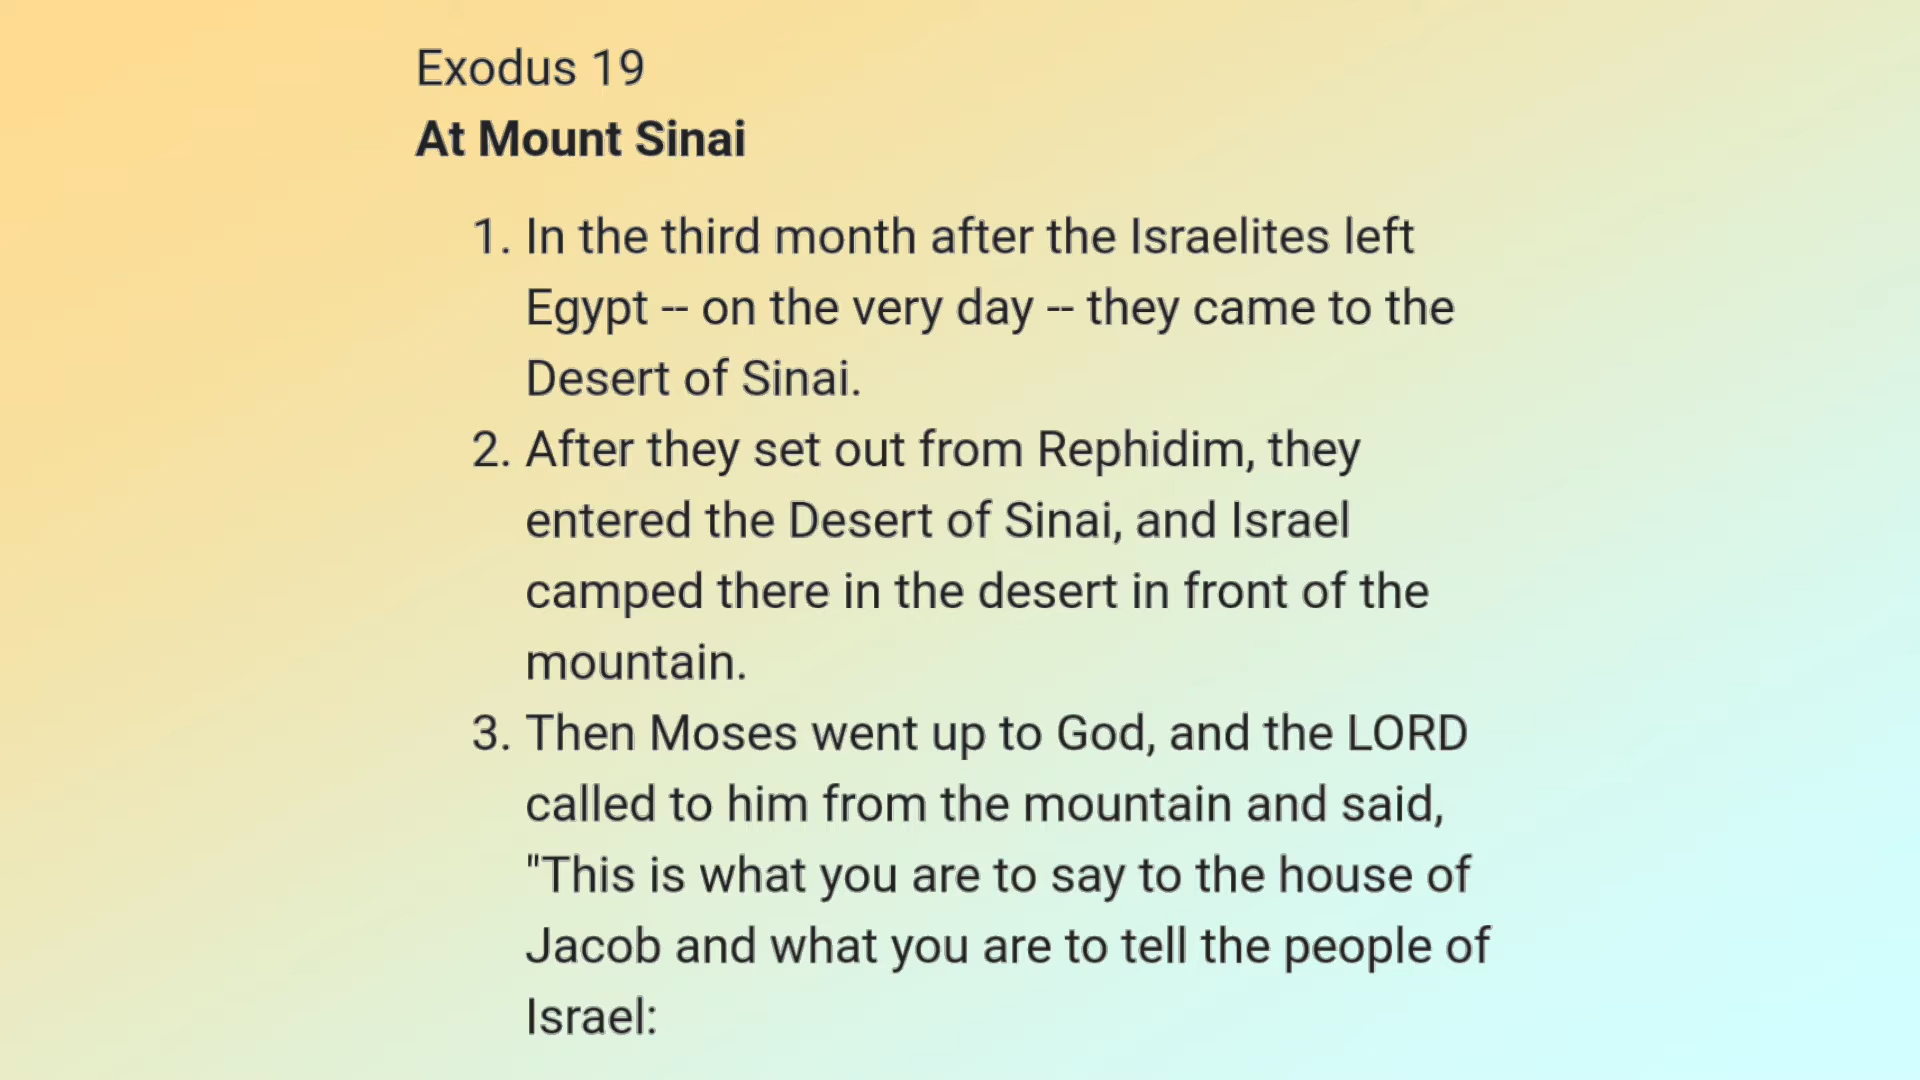 Exodus 19
At Mount Sinai
1. In the third month after the Israelites left
Egypt -- on the very day -- they came to the
Desert of Sinai.
2. After they set out from Rephidim, they
entered the Desert of Sinai, and Israel
camped there in the desert in front of the
mountain.
3. Then Moses went up to God, and the LORD
called to him from the mountain and said,
"This is what you are to say to the house of
Jacob and what you are to tell the people of
Israel: